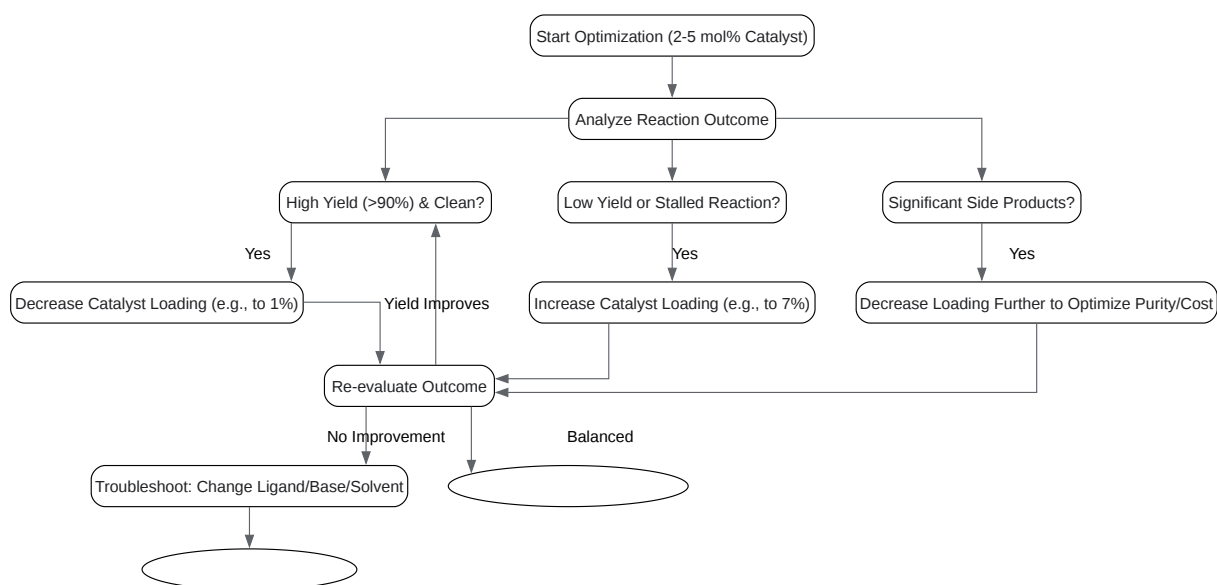 Start Optimization (2-5 mol% Catalyst)
Analyze Reaction Outcome
High Yield (>90%) & Clean?
Low Yield or Stalled Reaction?
Significant Side Products?
Yes
Yes
Yes
Decrease Catalyst Loading (e.g., to 1%)
Yield Improves
Increase Catalyst Loading (e.g., to 7%)
Decrease Loading Further to Optimize Purity/Cost
Re-evaluate Outcome
No Improvement
Balanced
Troubleshoot: Change Ligand/Base/Solvent